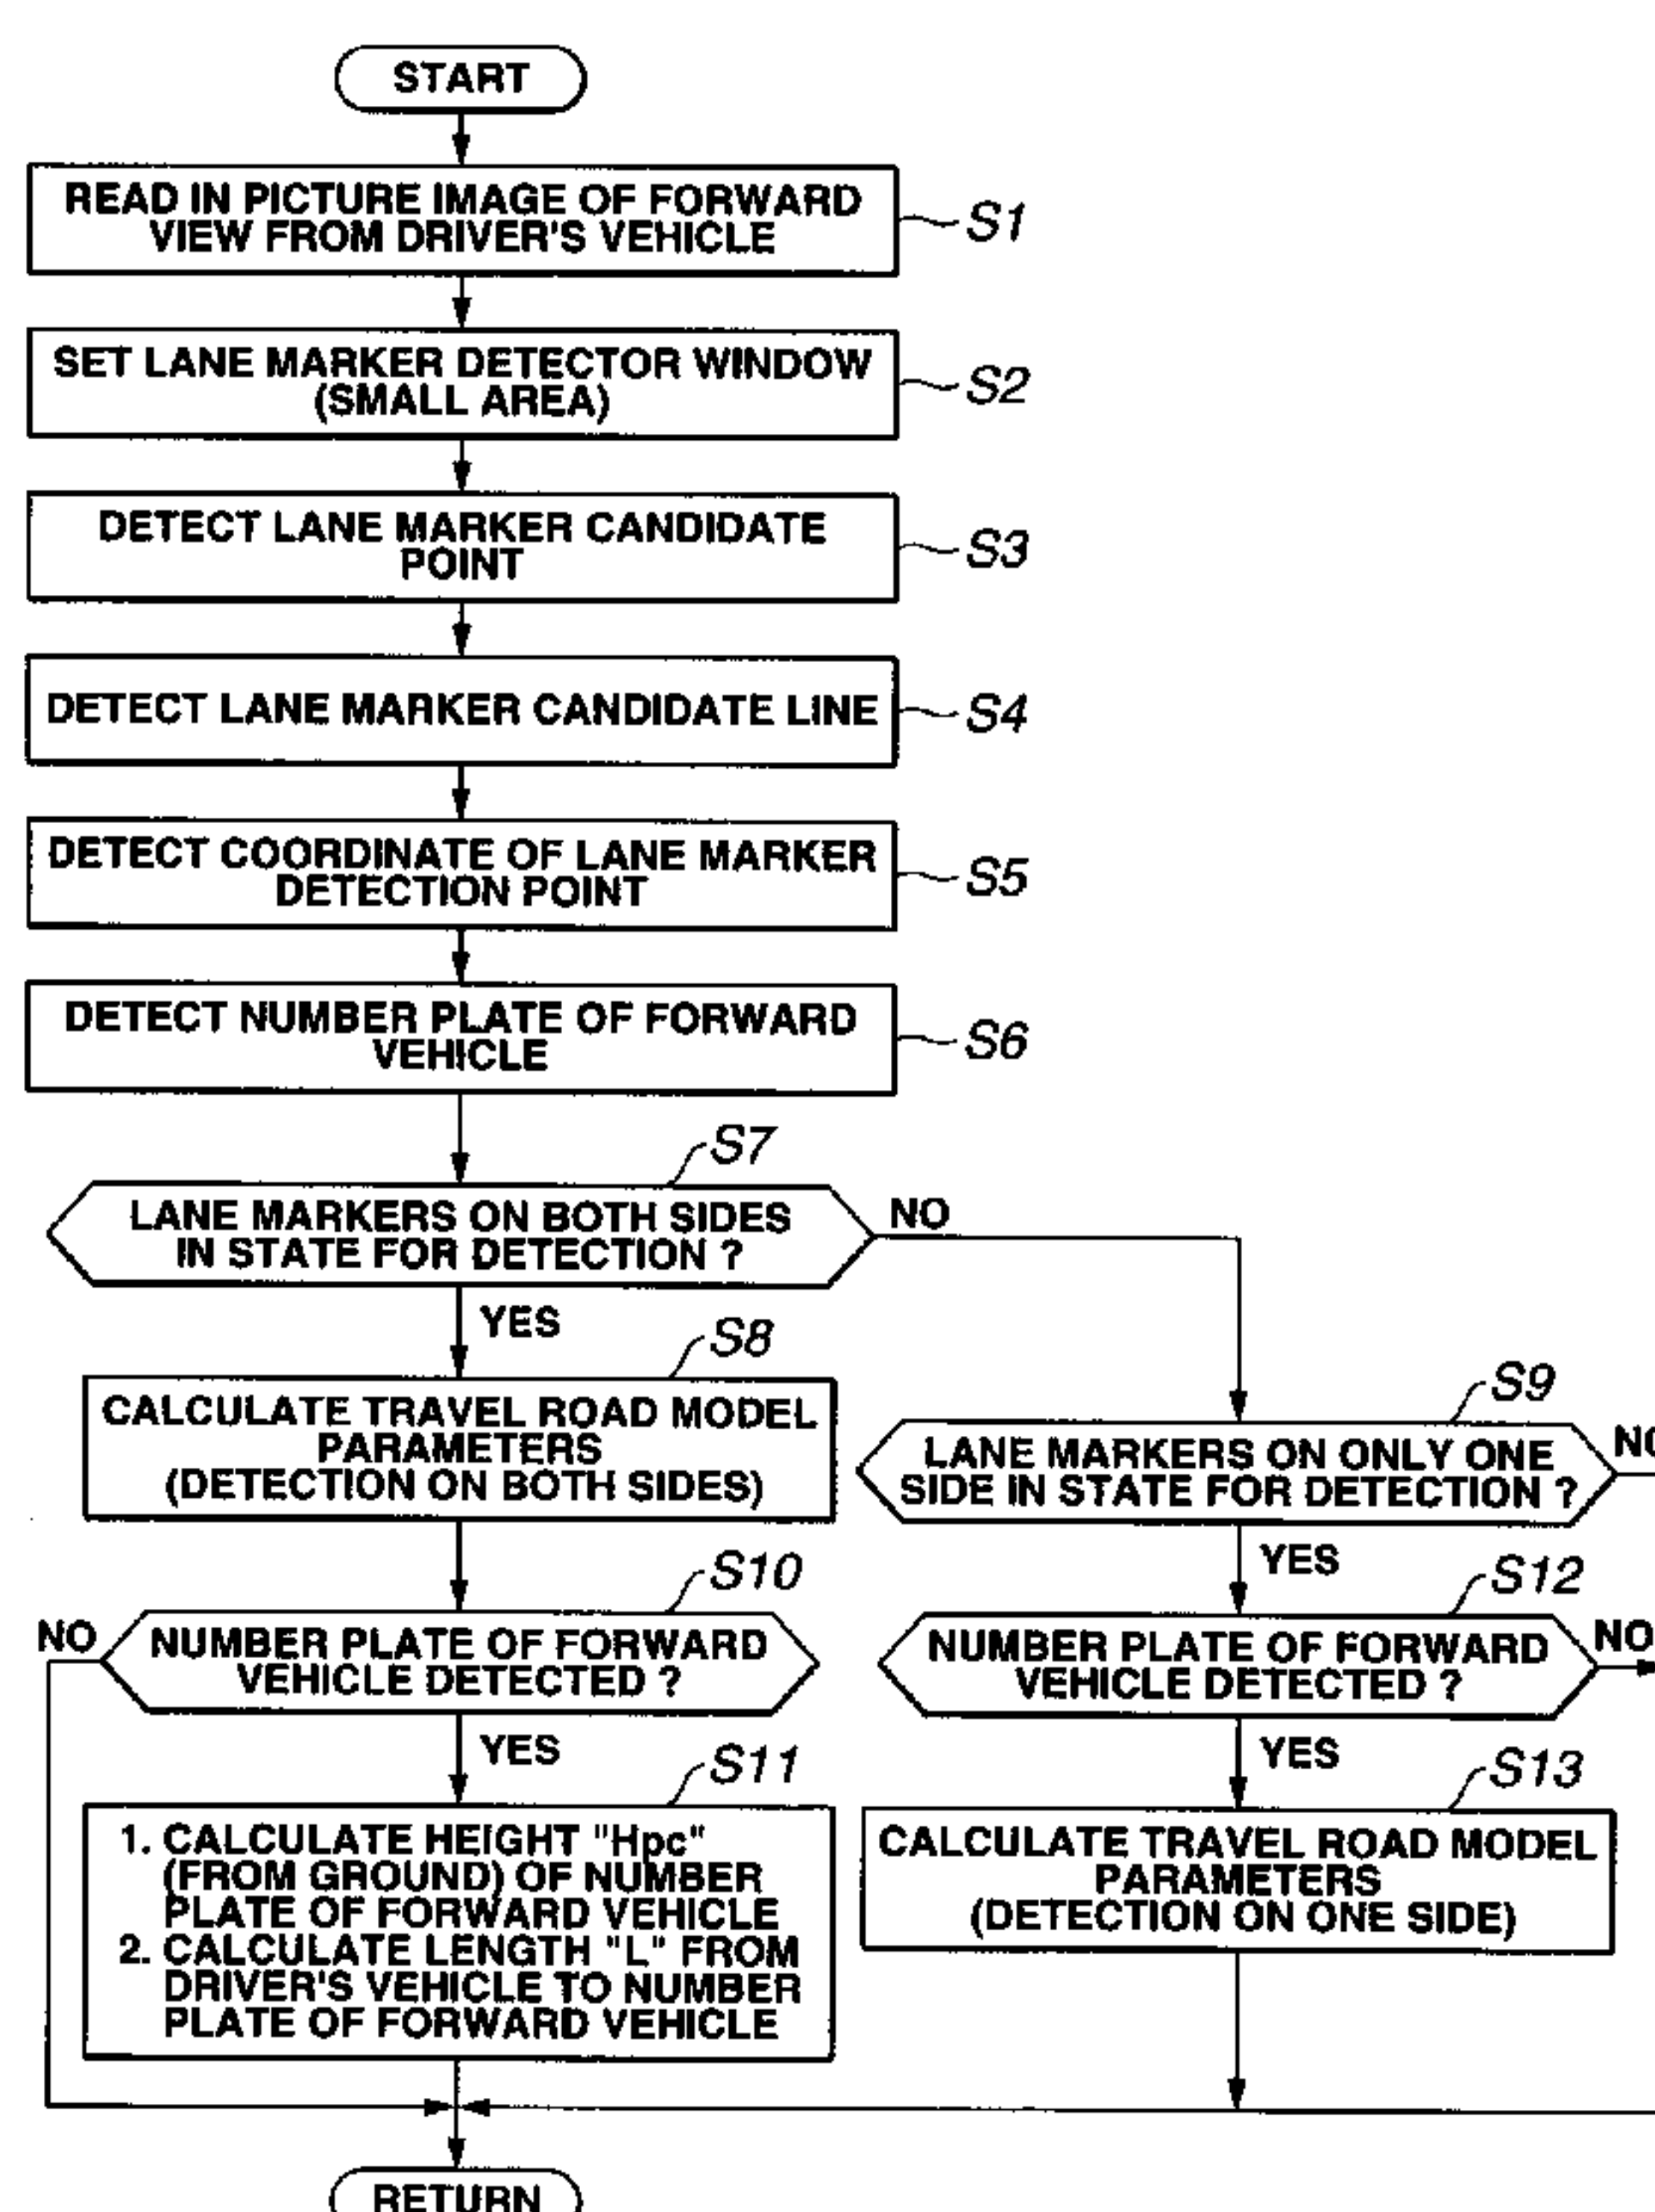 START
READ IN PICTURE IMAGE OF FORWARD
VIEW FROM DRIVER'S VEHICLE
S1
SET LANE MARKER DETECTOR WINDOW
(SMALL AREA)
S2
DETECT LANE MARKER CANDIDATE
POINT
S3
DETECT LANE MARKER CANDIDATE LINE
S4
DETECT COORDINATE OF LANE MARKER
DETECTION POINT
S5
DETECT NUMBER PLATE OF FORWARD
VEHICLE
S6
S7
LANE MARKERS ON BOTH SIDES
IN STATE FOR DETECTION ?
NO
YES
S8
CALCULATE TRAVEL ROAD MODEL
PARAMETERS
(DETECTION ON BOTH SIDES)
S9
LANE MARKERS ON ONLY ONE
SIDE IN STATE FOR DETECTION ?
NO
YES
S10
NUMBER PLATE OF FORWARD
VEHICLE DETECTED ?
NO
YES
S12
NUMBER PLATE OF FORWARD
VEHICLE DETECTED ?
NO
YES
S11
1. CALCULATE HEIGHT "Hpc"
(FROM GROUND) OF NUMBER
PLATE OF FORWARD VEHICLE
2. CALCULATE LENGTH "L" FROM
DRIVER'S VEHICLE TO NUMBER
PLATE OF FORWARD VEHICLE
S13
CALCULATE TRAVEL ROAD MODEL
PARAMETERS
(DETECTION ON ONE SIDE)
RETURN